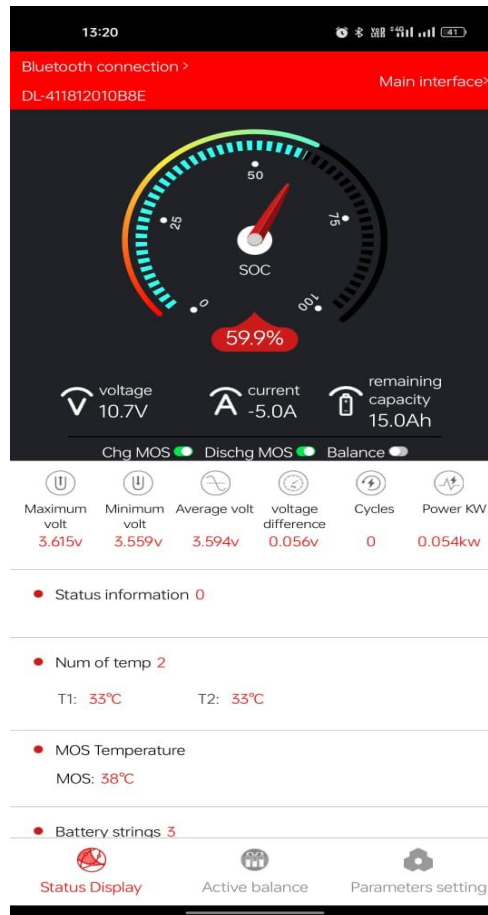 13:20
4G
41
Bluetooth connection >
DL-411812010B8E
Main interface>
0
25
50
75
100
SOC
59.9%
V
voltage
10.7V
A
current
-5.0A
remaining
capacity
15.0Ah
Chg MOS
Dischg MOS
Balance
Maximum
volt
3.615v
Minimum
volt
3.559v
Average volt
3.594v
voltage
difference
0.056v
Cycles
0
Power KW
0.054kw
Status information 0
Num of temp 2
T1: 33℃ T2: 33℃
MOS Temperature
MOS: 38℃
Battery strings 3
Status Display
Active balance
Parameters setting